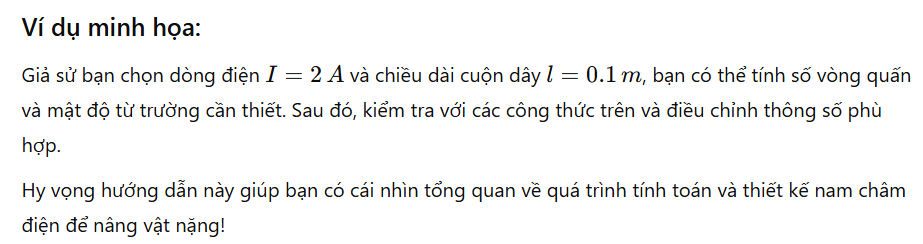 Ví dụ minh họa:
Giả sử bạn chọn dòng điện I = 2 A và chiều dài cuộn dây l = 0.1 m, bạn có thể tính số vòng quấn
và mật độ từ trường cần thiết. Sau đó, kiểm tra với các công thức trên và điều chỉnh thông số phù
hợp.
Hy vọng hướng dẫn này giúp bạn có cái nhìn tổng quan về quá trình tính toán và thiết kế nam châm
điện để nâng vật nặng!